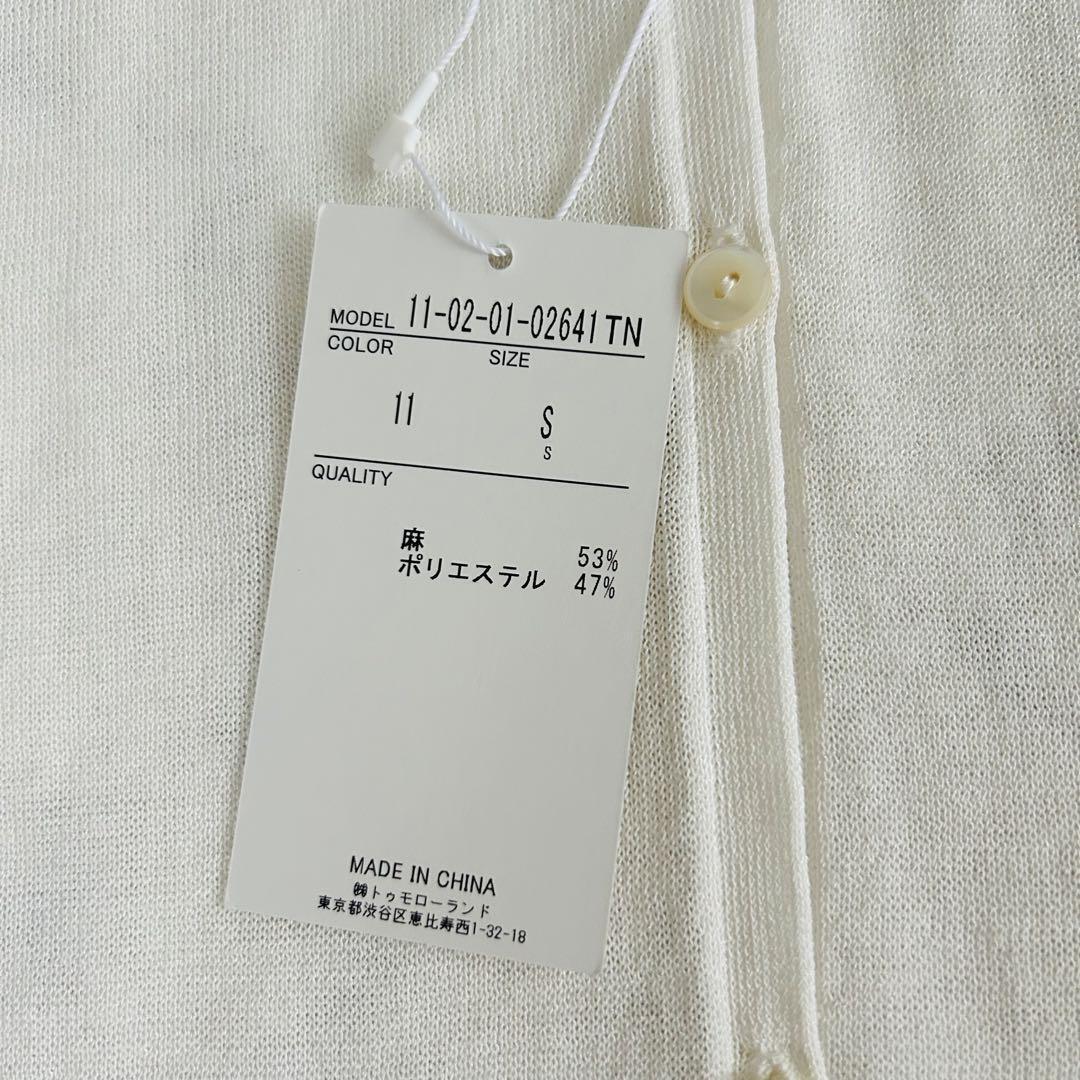 MODEL 11-02-01-02641 TN
COLOR SIZE
11 S
S
QUALITY
麻 53%
ポリエステル 47%
MADE IN CHINA
㈱トゥモローランド
東京都渋谷区恵比寿西1-32-18